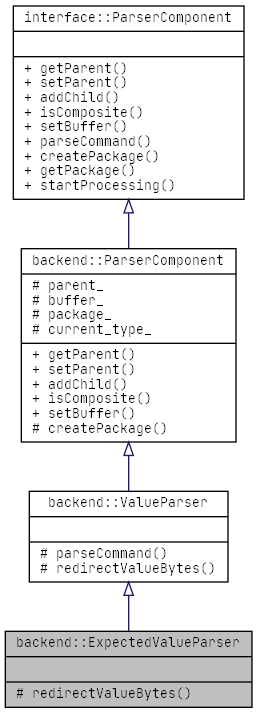 interface::ParserComponent
+ getParent()
+ setParent()
+ addChild()
+ isComposite()
+ setBuffer()
+ parseCommand()
+ createPackage()
+ getPackage()
+ startProcessing()
backend::ParserComponent
# parent_
# buffer_
# package_
# current_type_
+ getParent()
+ setParent()
+ addChild()
+ isComposite()
+ setBuffer()
# createPackage()
backend::ValueParser
# parseCommand()
# redirectValueBytes()
backend::ExpectedValueParser
# redirectValueBytes()